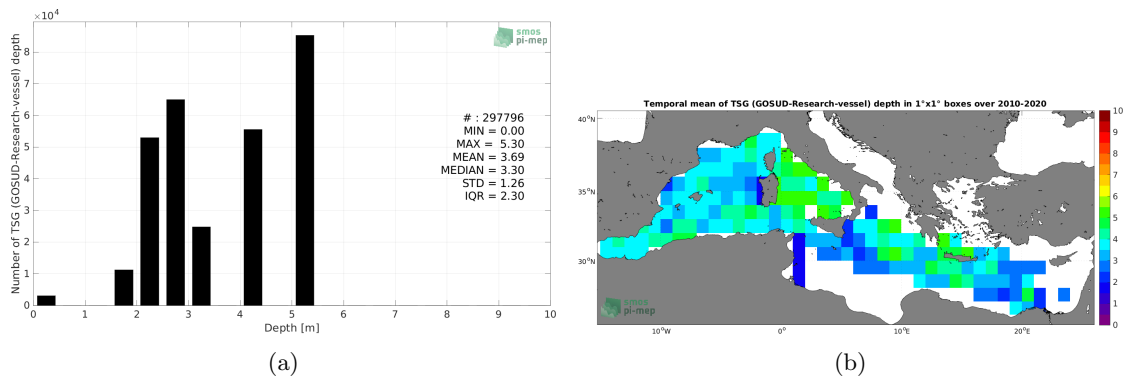 ×10⁴
9
8
7
6
5
4
3
2
1
0
Number of TSG (GOSUD-Research-vessel) depth
smos
pi-mep
# : 297796
MIN = 0.00
MAX = 5.30
MEAN = 3.69
MEDIAN = 3.30
STD = 1.26
IQR = 2.30
0 1 2 3 4 5 6 7 8 9 10
Depth [m]
(a)
Temporal mean of TSG (GOSUD-Research-vessel) depth in 1°x1° boxes over 2010-2020
40°N
35°N
30°N
smos
pi-mep
10°W 0° 10°E 20°E
10
9
8
7
6
5
4
3
2
1
0
(b)